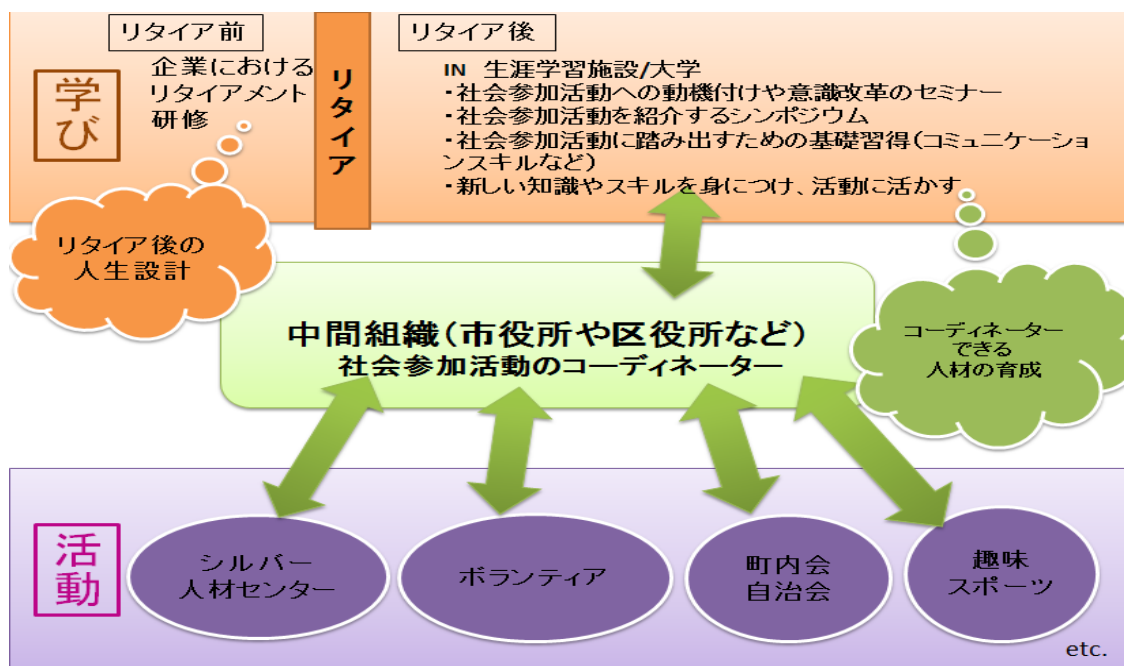 リタイア前
企業における
リタイアメント
研修
学び
リタイア
リタイア後
IN 生涯学習施設/大学
・社会参加活動への動機付けや意識改革のセミナー
・社会参加活動を紹介するシンポジウム
・社会参加活動に踏み出すための基礎習得(コミュニケーショ
ンスキルなど)
・新しい知識やスキルを身につけ、活動に活かす
リタイア後の
人生設計
中間組織(市役所や区役所など)
社会参加活動のコーディネーター
コーディネーター
できる
人材の育成
活動
シルバー
人材センター
ボランティア
町内会
自治会
趣味
スポーツ
etc.